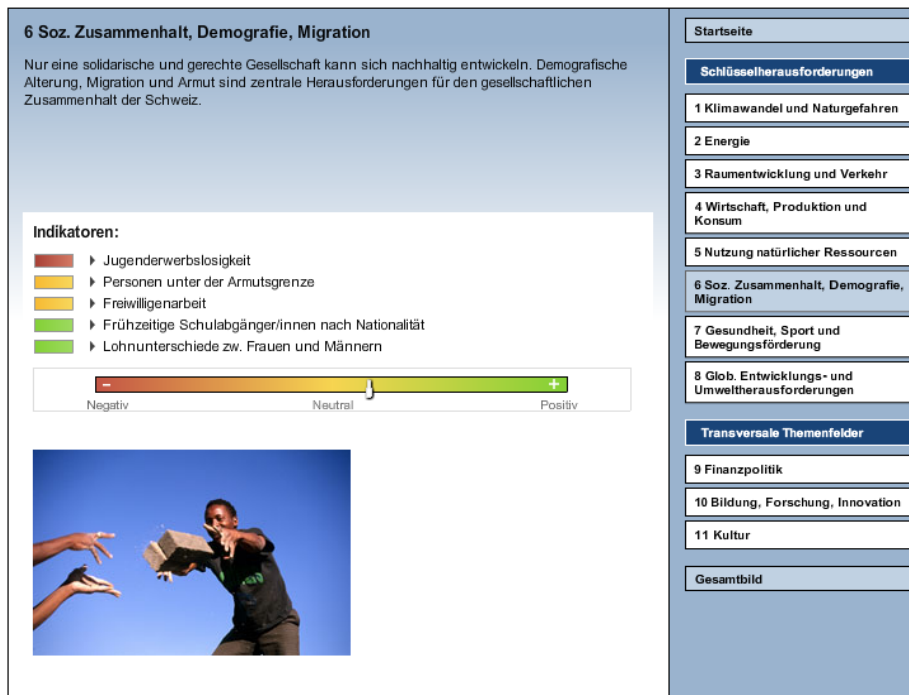 6 Soz. Zusammenhalt, Demografie, Migration
Nur eine solidarische und gerechte Gesellschaft kann sich nachhaltig entwickeln. Demografische
Alterung, Migration und Armut sind zentrale Herausforderungen für den gesellschaftlichen
Zusammenhalt der Schweiz.
Indikatoren:
Jugenderwerbslosigkeit
Personen unter der Armutsgrenze
Freiwilligenarbeit
Frühzeitige Schulabgänger/innen nach Nationalität
Lohnunterschiede zw. Frauen und Männern
– +
Negativ Neutral Positiv
Startseite
Schlüsselherausforderungen
1 Klimawandel und Naturgefahren
2 Energie
3 Raumentwicklung und Verkehr
4 Wirtschaft, Produktion und
Konsum
5 Nutzung natürlicher Ressourcen
6 Soz. Zusammenhalt, Demografie,
Migration
7 Gesundheit, Sport und
Bewegungsförderung
8 Glob. Entwicklungs- und
Umweltherausforderungen
Transversale Themenfelder
9 Finanzpolitik
10 Bildung, Forschung, Innovation
11 Kultur
Gesamtbild